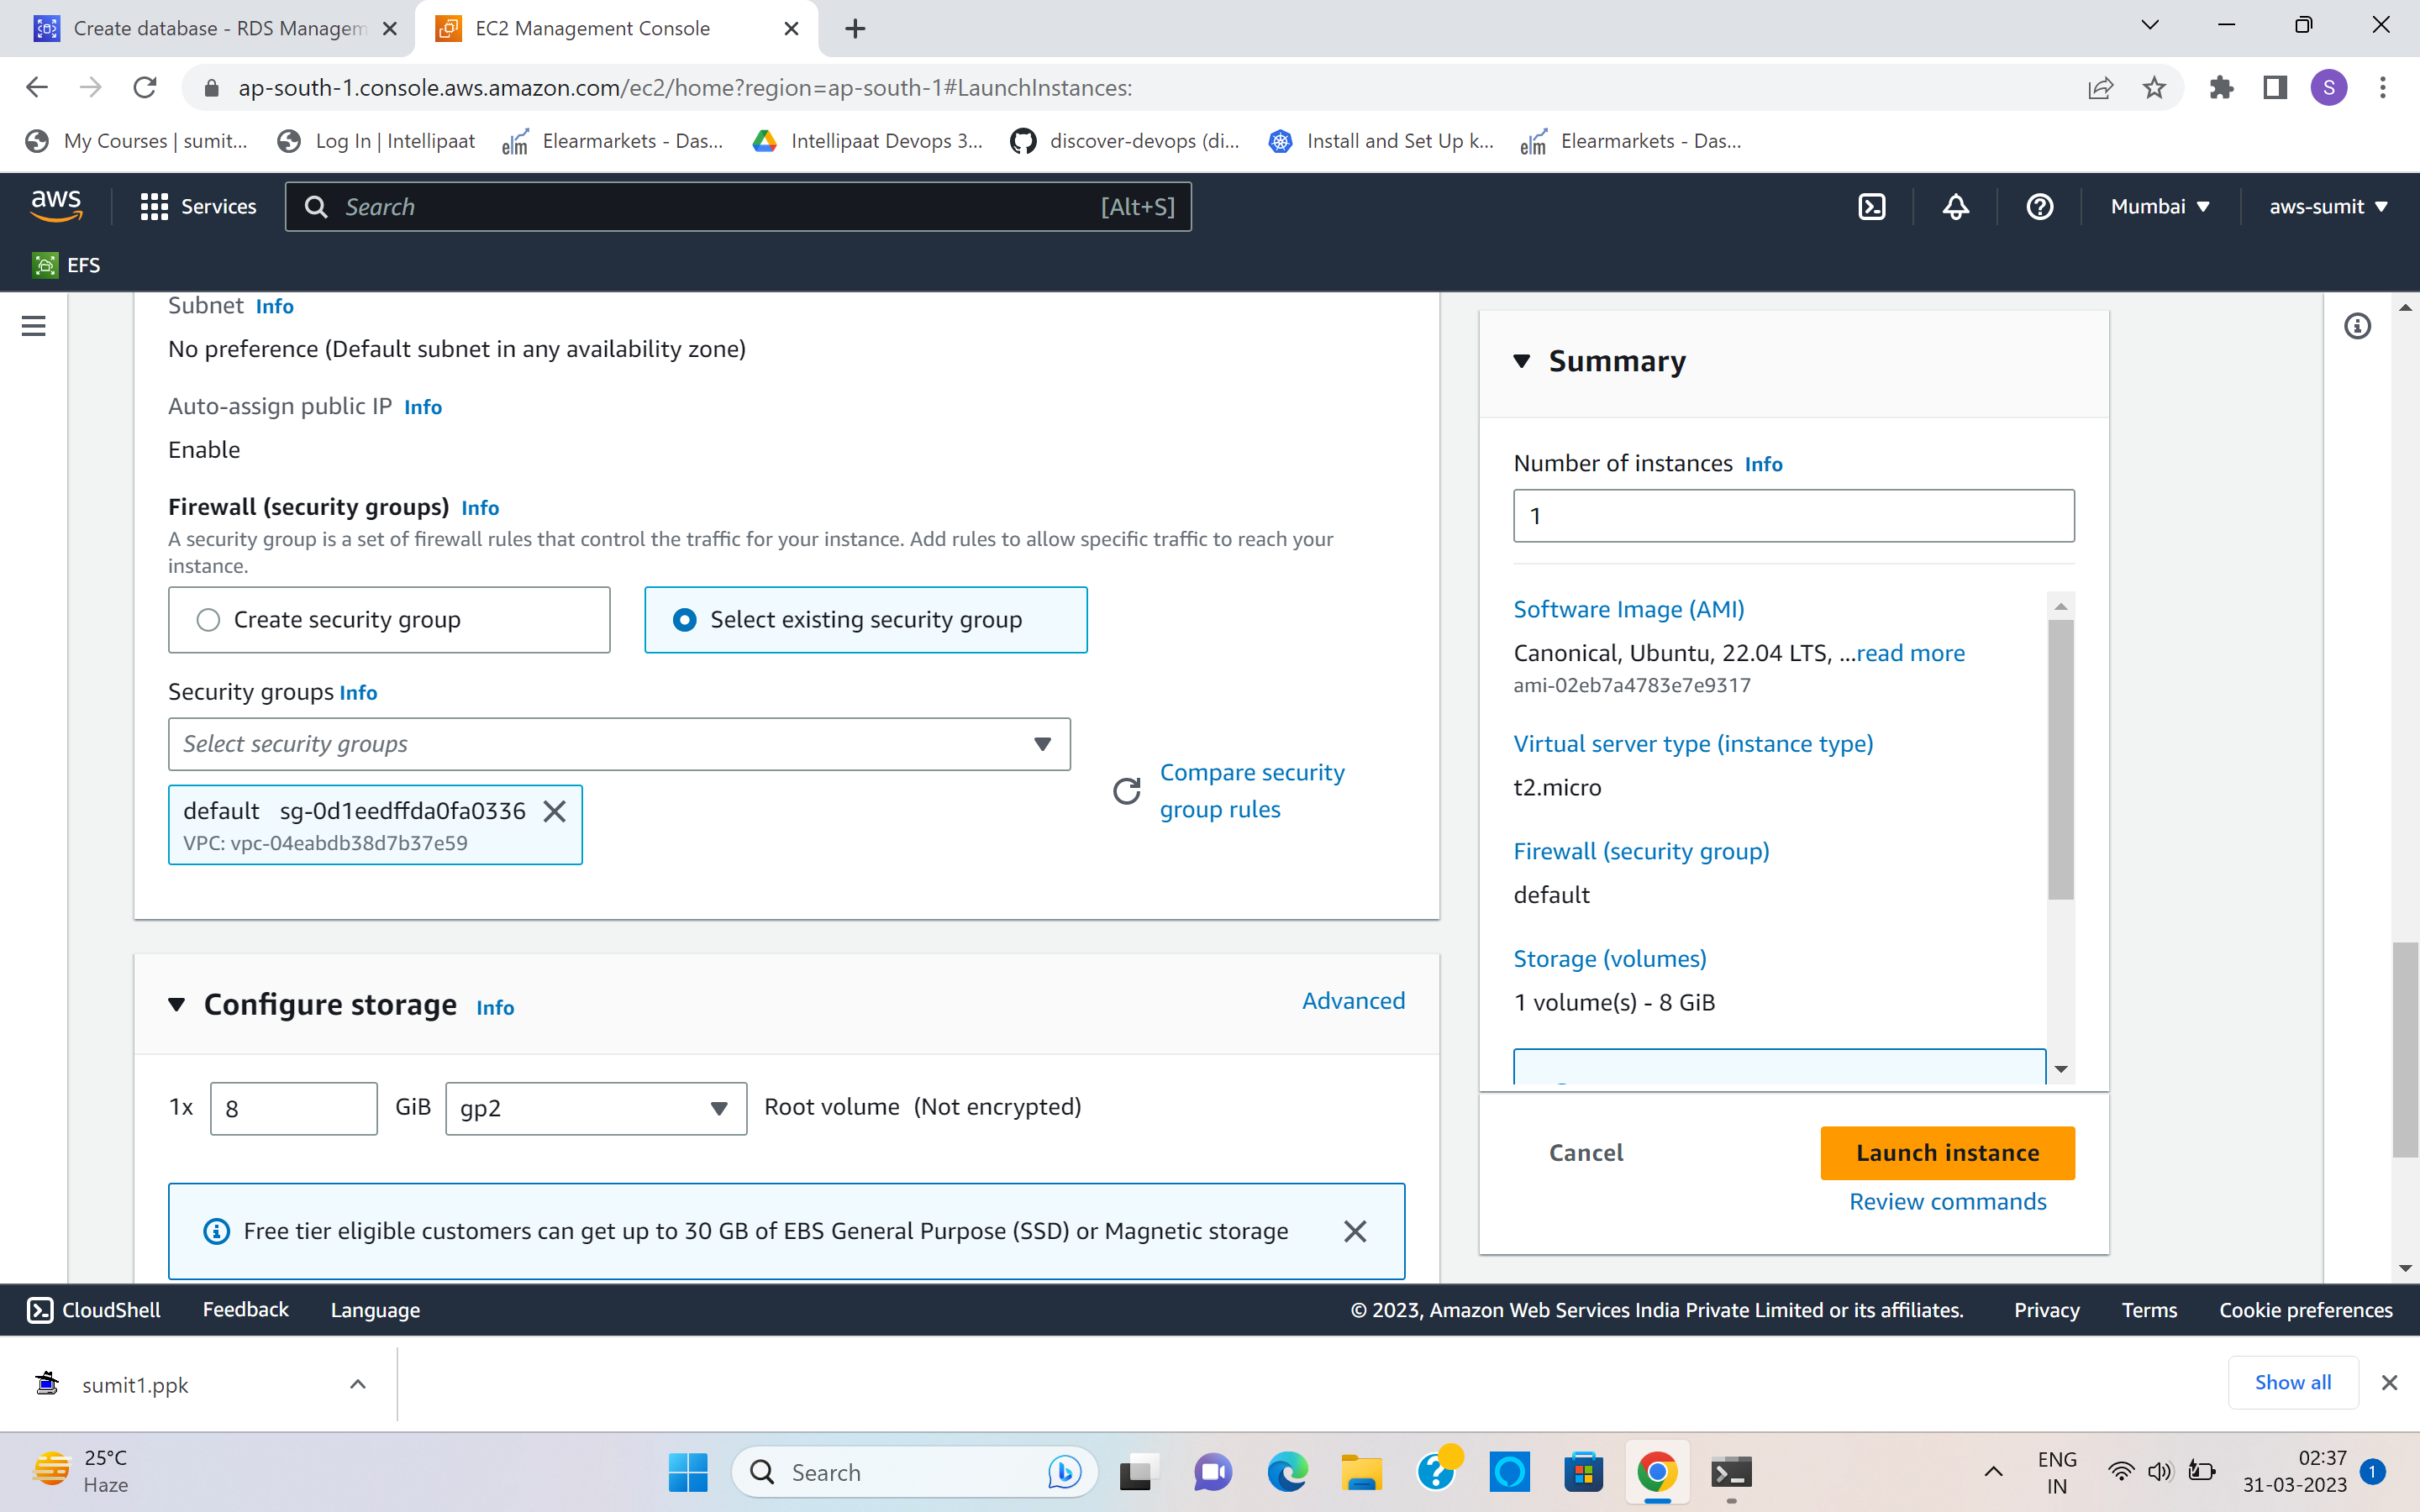 Create database - RDS Managem
EC2 Management Console
ap-south-1.console.aws.amazon.com/ec2/home?region=ap-south-1#LaunchInstances:
S
My Courses | sumit...
Log In | Intellipaat
elm
Elearmarkets - Das...
Intellipaat Devops 3...
discover-devops (di...
Install and Set Up k...
elm
Elearmarkets - Das...
aws
Services
Search
[Alt+S]
Mumbai
aws-sumit
EFS
Subnet Info
No preference (Default subnet in any availability zone)
Auto-assign public IP Info
Enable
Firewall (security groups) Info
A security group is a set of firewall rules that control the traffic for your instance. Add rules to allow specific traffic to reach your
instance.
Create security group
Select existing security group
Security groups Info
Select security groups
default sg-0d1eedffda0fa0336
VPC: vpc-04eabdb38d7b37e59
Compare security
group rules
Configure storage Info
Advanced
1x
8
GiB
gp2
Root volume (Not encrypted)
Free tier eligible customers can get up to 30 GB of EBS General Purpose (SSD) or Magnetic storage
Summary
Number of instances Info
1
Software Image (AMI)
Canonical, Ubuntu, 22.04 LTS, ...read more
ami-02eb7a4783e7e9317
Virtual server type (instance type)
t2.micro
Firewall (security group)
default
Storage (volumes)
1 volume(s) - 8 GiB
Cancel
Launch instance
Review commands
CloudShell
Feedback
Language
© 2023, Amazon Web Services India Private Limited or its affiliates.
Privacy
Terms
Cookie preferences
sumit1.ppk
Show all
25°C
Haze
Search
ENG
IN
02:37
31-03-2023
1